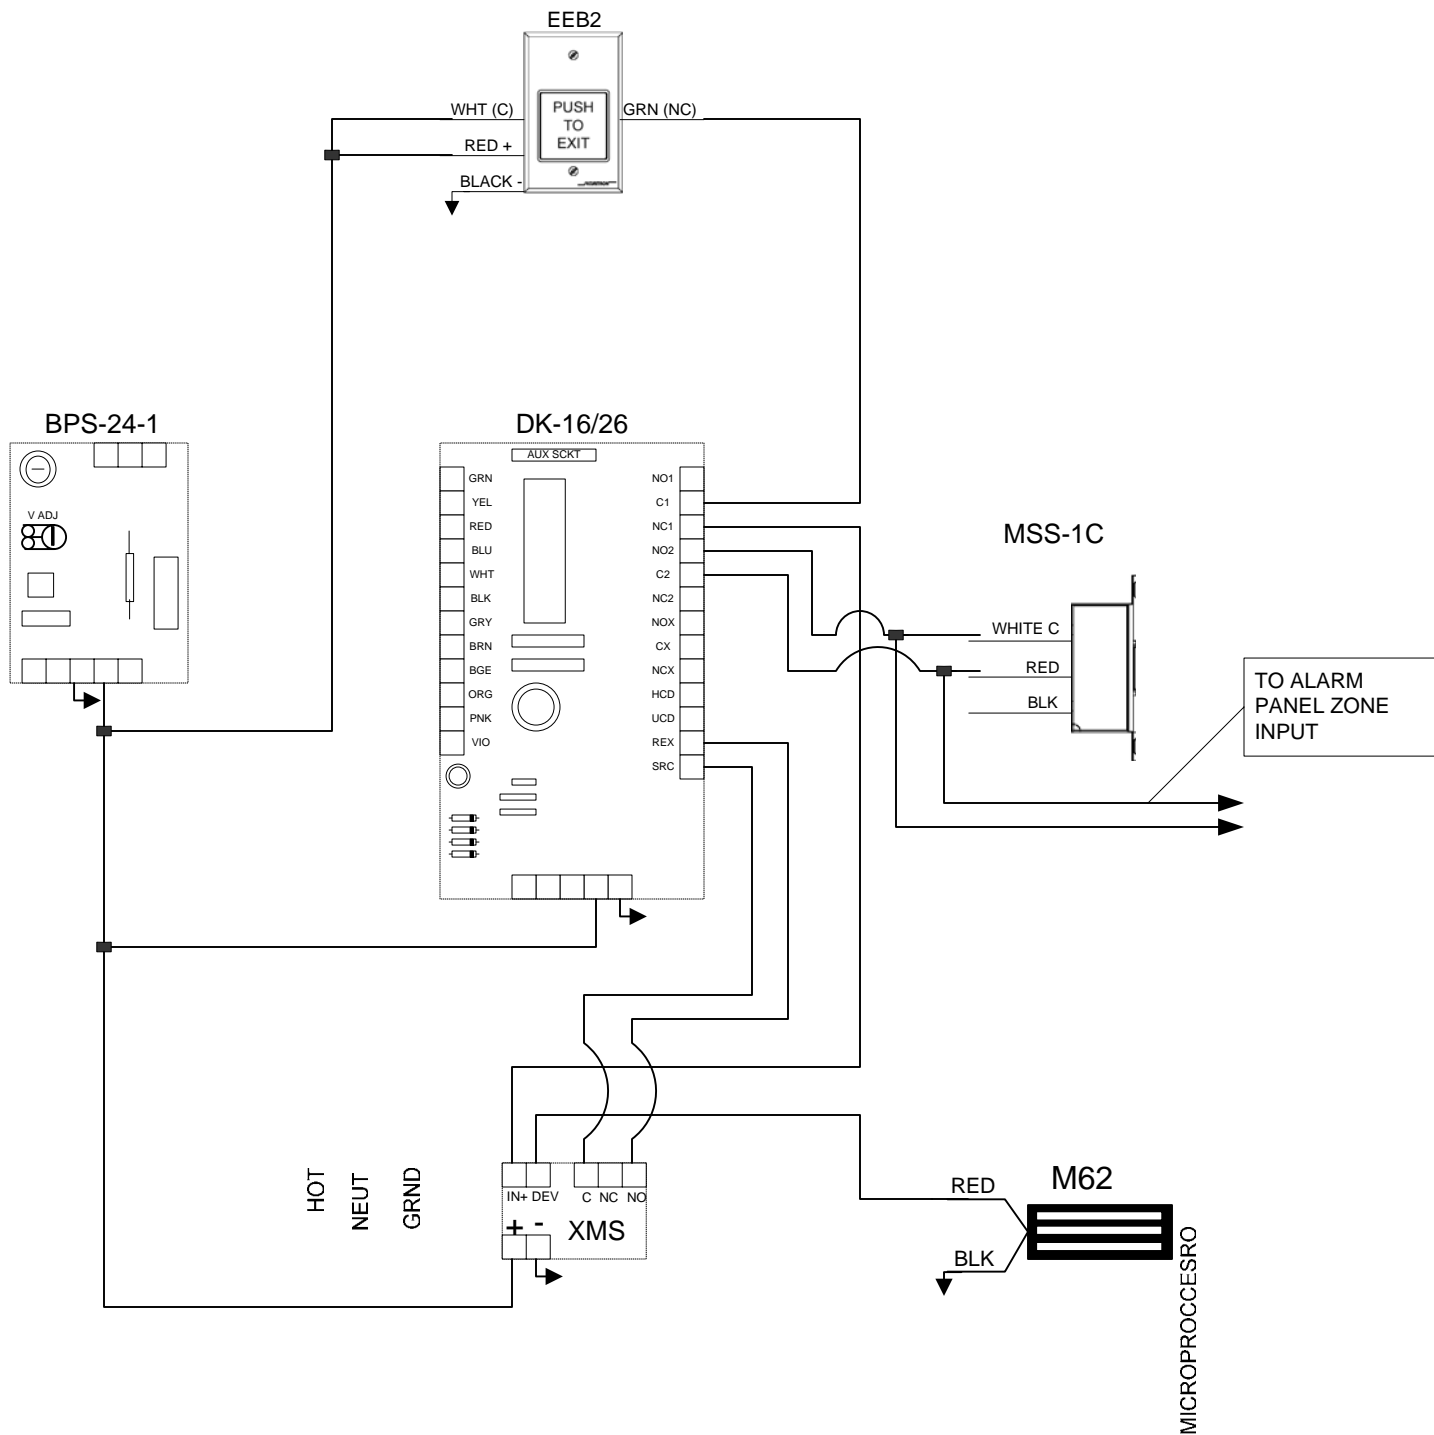 EEB2
WHT (C)
PUSH
TO
EXIT
GRN (NC)
RED +
BLACK -
BPS-24-1
V ADJ
DK-16/26
AUX SCKT
GRN
YEL
RED
BLU
WHT
BLK
GRY
BRN
BGE
ORG
PNK
VIO
NO1
C1
NC1
NO2
C2
NC2
NOX
CX
NCX
HCD
UCD
REX
SRC
MSS-1C
WHITE C
RED
BLK
TO ALARM
PANEL ZONE
INPUT
HOT
NEUT
GRND
IN+ DEV
C NC NO
+ -
XMS
M62
RED
BLK
MICROPROCCESRO